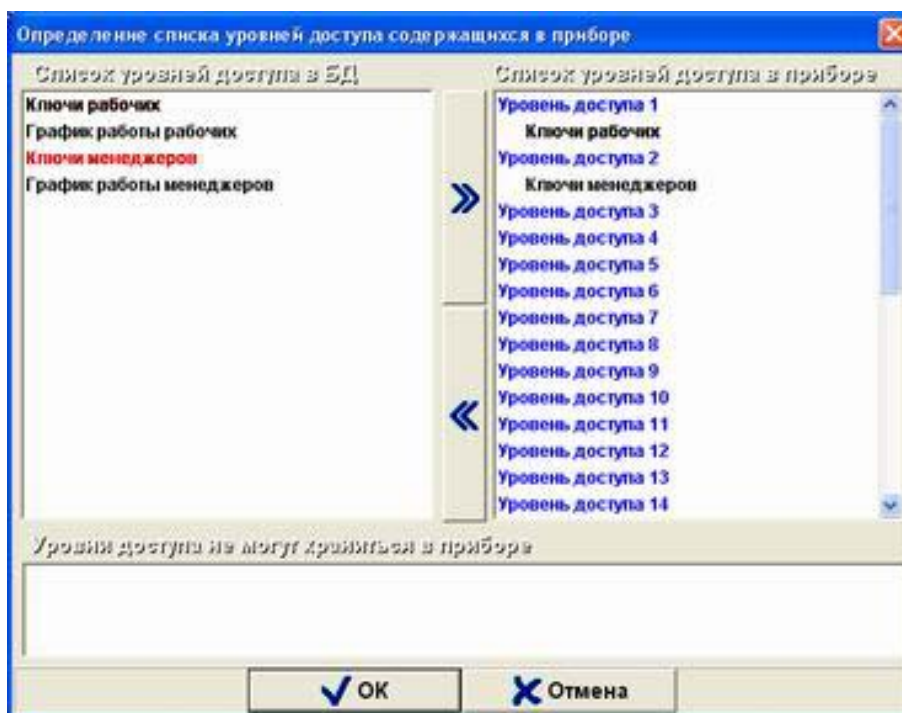 Определение списка уровней доступа содержащихся в приборе
Список уровней доступа в БД
Ключи рабочих
График работы рабочих
Ключи менеджеров
График работы менеджеров
Список уровней доступа в приборе
Уровень доступа 1
Ключи рабочих
Уровень доступа 2
Ключи менеджеров
Уровень доступа 3
Уровень доступа 4
Уровень доступа 5
Уровень доступа 6
Уровень доступа 7
Уровень доступа 8
Уровень доступа 9
Уровень доступа 10
Уровень доступа 11
Уровень доступа 12
Уровень доступа 13
Уровень доступа 14
Уровни доступа не могут храниться в приборе
OK
Отмена